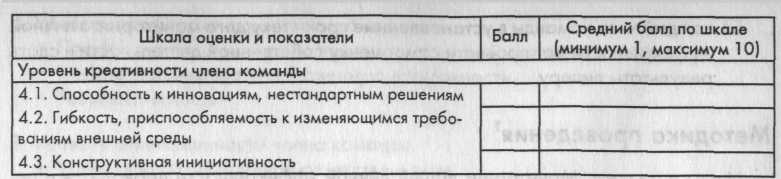 Шкала оценки и показатели Балл Средний балл по шкале
(минимум 1, максимум 10)
Уровень креативности члена команды
4.1. Способность к инновациям, нестандартным решениям
4.2. Гибкость, приспособляемость к изменяющимся требо-
ваниям внешней среды
4.3. Конструктивная инициативность